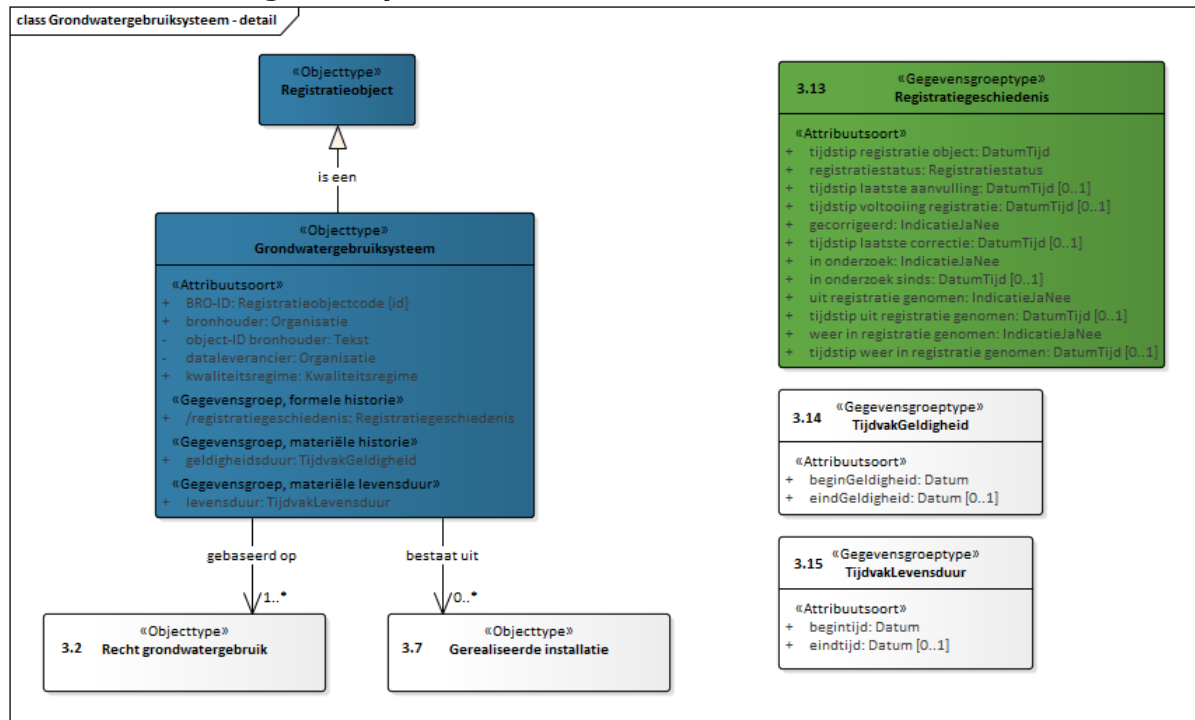 class Grondwatergebruiksysteem - detail
«Objecttype»
Registratieobject
is een
«Objecttype»
Grondwatergebruiksysteem
«Attribuutsoort»
+ BRO-ID: Registratieobjectcode {id}
+ bronhouder: Organisatie
- object-ID bronhouder: Tekst
- dataleverancier: Organisatie
+ kwaliteitsregime: Kwaliteitsregime
«Gegevensgroep, formele historie»
+ /registratiegeschiedenis: Registratiegeschiedenis
«Gegevensgroep, materiële historie»
+ geldigheidsduur: TijdvakGeldigheid
«Gegevensgroep, materiële levensduur»
+ levensduur: TijdvakLevensduur
gebaseerd op
bestaat uit
1..*
0..*
«Objecttype»
3.2 Recht grondwatergebruik
«Objecttype»
3.7 Gerealiseerde installatie
«Gegevensgroeptype»
3.13 Registratiegeschiedenis
«Attribuutsoort»
+ tijdstip registratie object: DatumTijd
+ registratiestatus: Registratiestatus
+ tijdstip laatste aanvulling: DatumTijd [0..1]
+ tijdstip voltooiing registratie: DatumTijd [0..1]
+ gecorrigeerd: IndicatieJaNee
+ tijdstip laatste correctie: DatumTijd [0..1]
+ in onderzoek: IndicatieJaNee
+ in onderzoek sinds: DatumTijd [0..1]
+ uit registratie genomen: IndicatieJaNee
+ tijdstip uit registratie genomen: DatumTijd [0..1]
+ weer in registratie genomen: IndicatieJaNee
+ tijdstip weer in registratie genomen: DatumTijd [0..1]
«Gegevensgroeptype»
3.14 TijdvakGeldigheid
«Attribuutsoort»
+ beginGeldigheid: Datum
+ eindGeldigheid: Datum [0..1]
«Gegevensgroeptype»
3.15 TijdvakLevensduur
«Attribuutsoort»
+ begintijd: Datum
+ eindtijd: Datum [0..1]